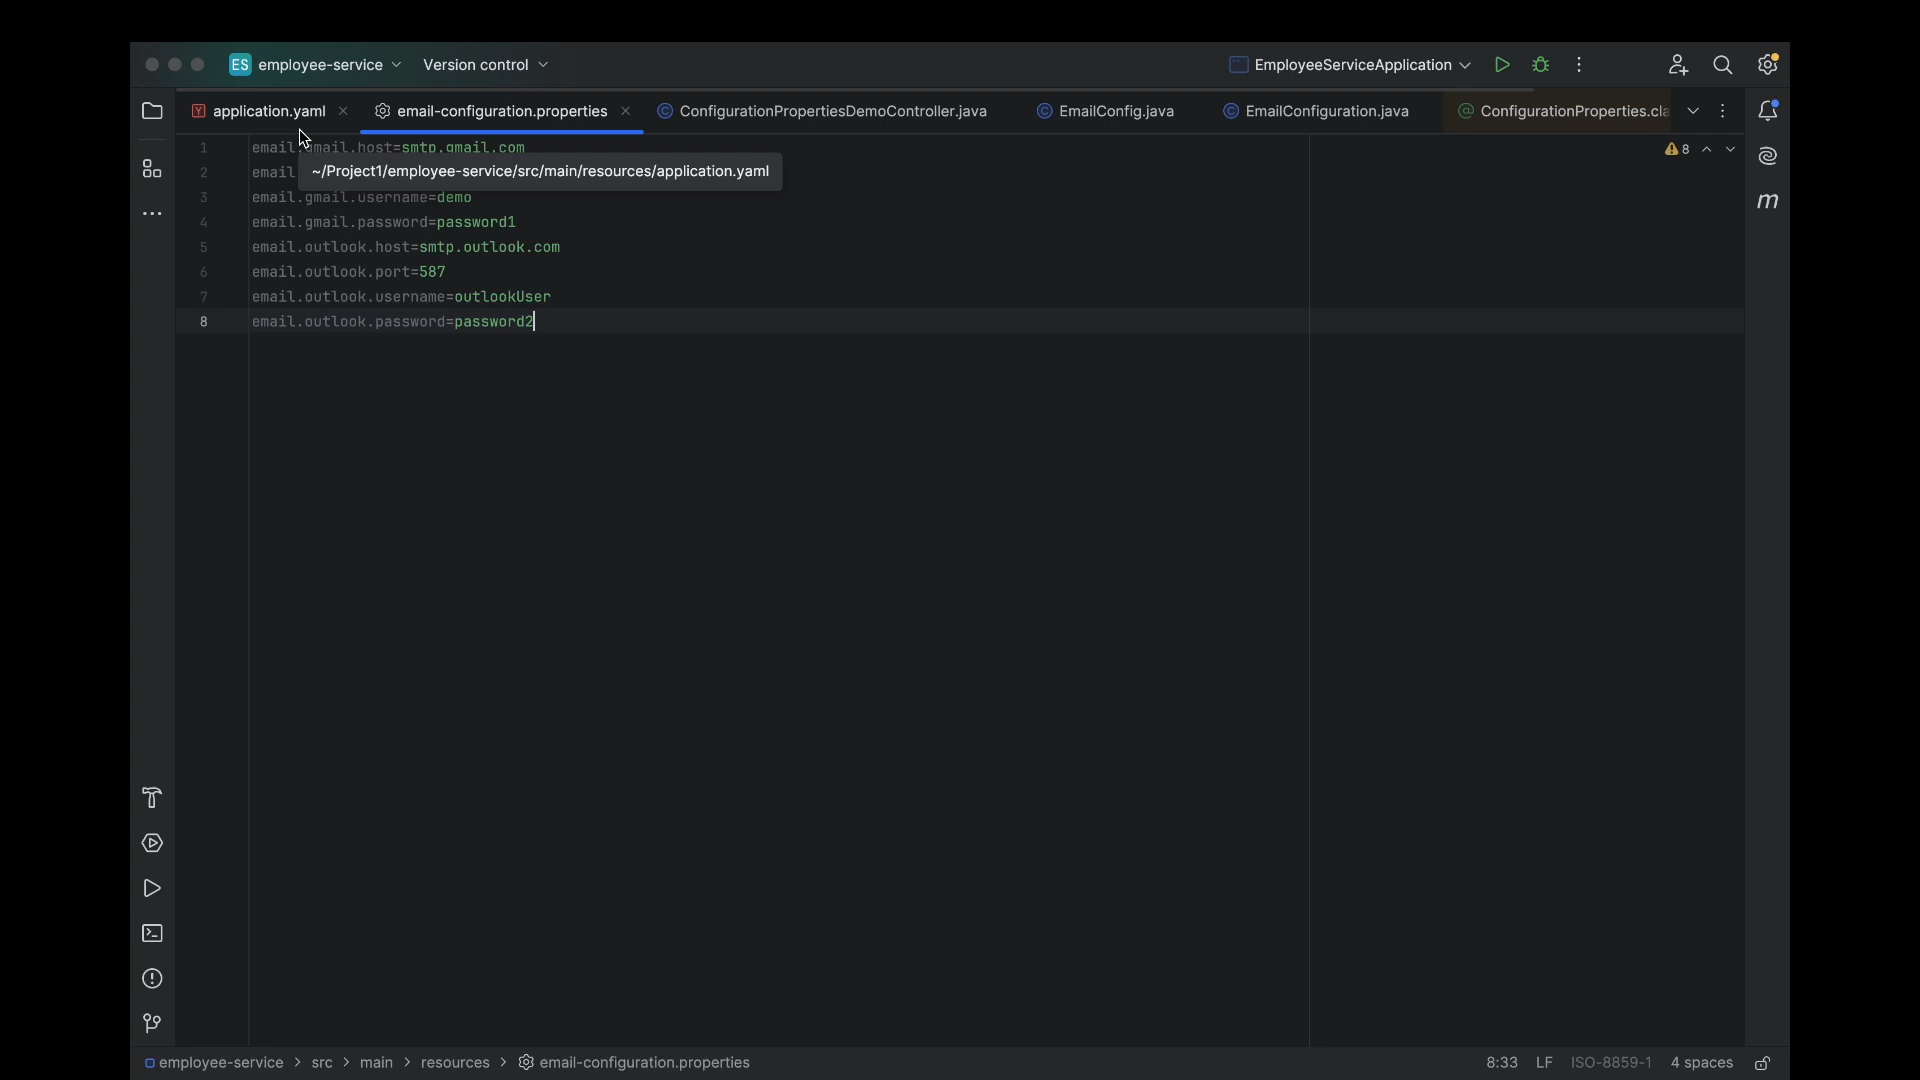 ES employee-service Version control EmployeeServiceApplication
application.yaml email-configuration.properties ConfigurationPropertiesDemoController.java EmailConfig.java EmailConfiguration.java ConfigurationProperties.cla
1 email.gmail.host=smtp.gmail.com 8
2 email
~/Project1/employee-service/src/main/resources/application.yaml
3 email.gmail.username=demo
4 email.gmail.password=password1
5 email.outlook.host=smtp.outlook.com
6 email.outlook.port=587
7 email.outlook.username=outlookUser
8 email.outlook.password=password2
m
employee-service > src > main > resources > email-configuration.properties 8:33 LF ISO-8859-1 4 spaces